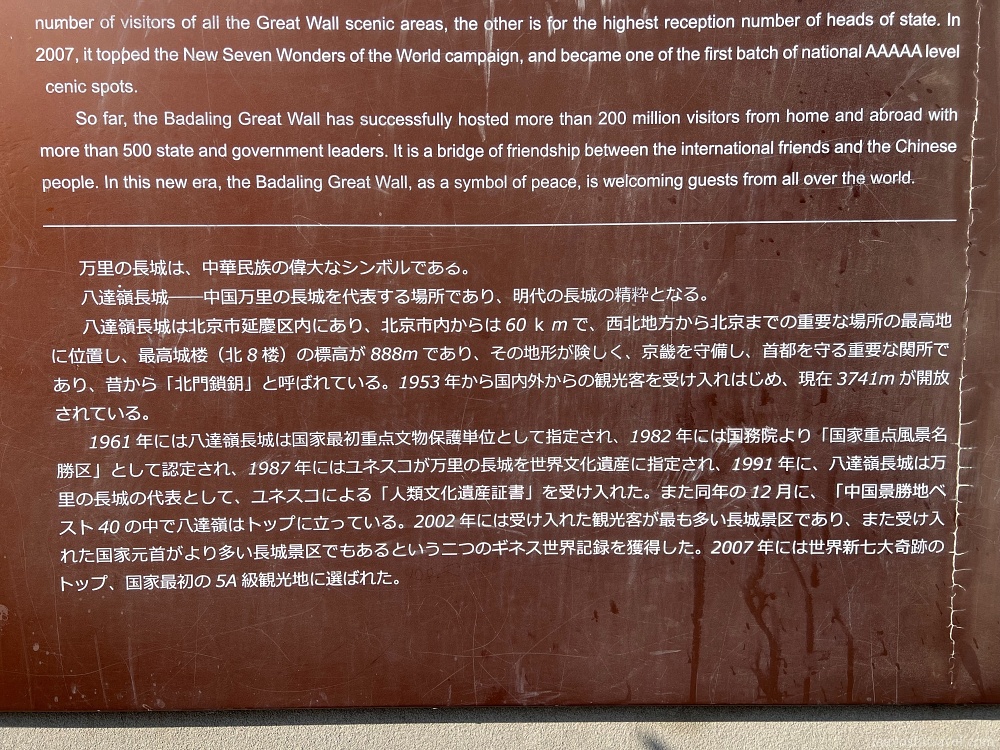 number of visitors of all the Great Wall scenic areas, the other is for the highest reception number of heads of state. In
2007, it topped the New Seven Wonders of the World campaign, and became one of the first batch of national AAAAA level
cenic spots.
So far, the Badaling Great Wall has successfully hosted more than 200 million visitors from home and abroad with
more than 500 state and government leaders. It is a bridge of friendship between the international friends and the Chinese
people. In this new era, the Badaling Great Wall, as a symbol of peace, is welcoming guests from all over the world.
万里の長城は、中華民族の偉大なシンボルである。
八達嶺長城——中国万里の長城を代表する場所であり、明代の長城の精粋となる。
八達嶺長城は北京市延慶区内にあり、北京市内からは 60 ｋ m で、西北地方から北京までの重要な場所の最高地
に位置し、最高城楼（北 8 楼）の標高が 888m であり、その地形が険しく、京畿を守備し、首都を守る重要な関所で
あり、昔から「北門鎖鈅」と呼ばれている。1953 年から国内外からの観光客を受け入れはじめ、現在 3741m が開放
されている。
1961 年には八達嶺長城は国家最初重点文物保護単位として指定され、1982 年には国務院より「国家重点風景名
勝区」として認定され、1987 年にはユネスコが万里の長城を世界文化遺産に指定され、1991 年に、八達嶺長城は万
里の長城の代表として、ユネスコによる「人類文化遺産証書」を受け入れた。また同年の 12 月に、「中国景勝地ベ
スト 40 の中で八達嶺はトップに立っている。2002 年には受け入れた観光客が最も多い長城景区であり、また受け入
れた国家元首がより多い長城景区でもあるという二つのギネス世界記録を獲得した。2007 年には世界新七大奇跡の
トップ、国家最初の 5A 級観光地に選ばれた。